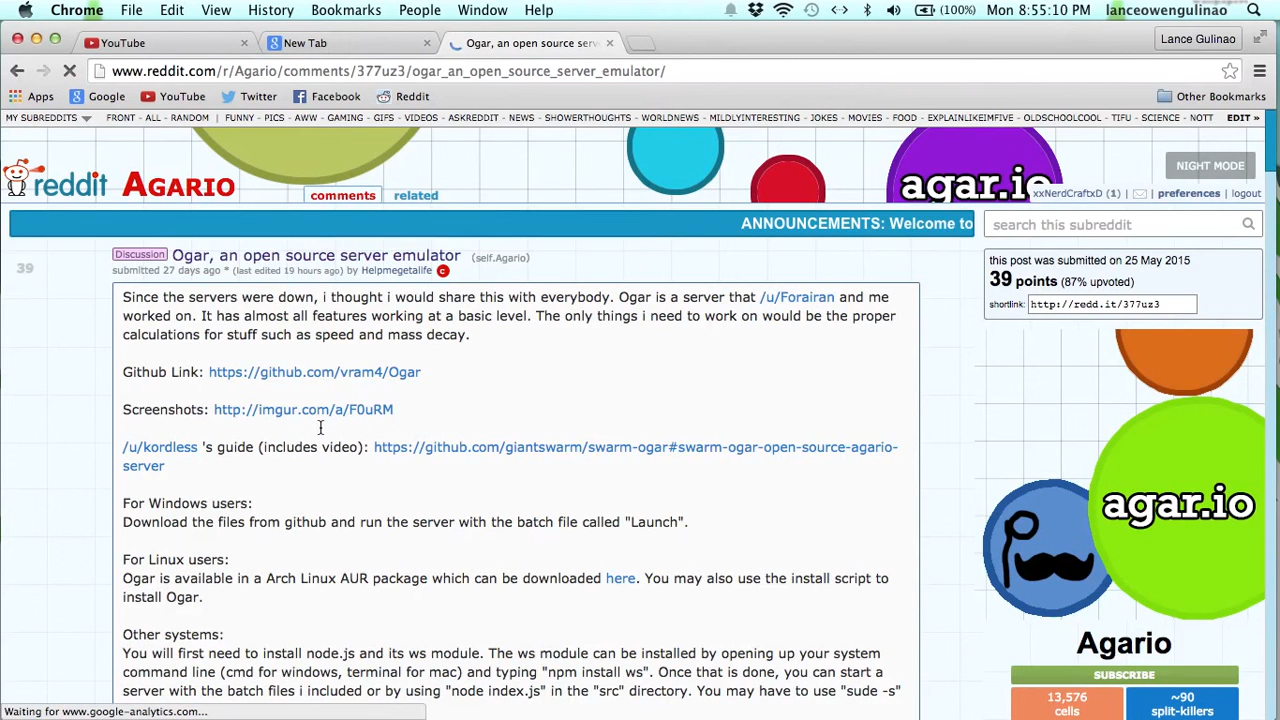 Chrome File Edit View History Bookmarks People Window Help (100%) Mon 8:55:10 PM lanceowengulinao
YouTube New Tab Ogar, an open source serv Lance Gulinao
www.reddit.com/r/Agario/comments/377uz3/ogar_an_open_source_server_emulator/
Apps Google YouTube Twitter Facebook Reddit Other Bookmarks
MY SUBREDDITS FRONT - ALL - RANDOM | FUNNY - PICS - AWW - GAMING - GIFS - VIDEOS - ASKREDDIT - NEWS - SHOWERTHOUGHTS - WORLDNEWS - MILDLYINTERESTING - JOKES - MOVIES - FOOD - EXPLAINLIKEIMFIVE - OLDSCHOOLCOOL - TIFU - SCIENCE - NOTT EDIT »
NIGHT MODE
reddit AGARIO comments related agar.io
xxNerdCraftxD (1) | | preferences | logout
ANNOUNCEMENTS: Welcome to
search this subreddit
39
Discussion Ogar, an open source server emulator (self.Agario)
submitted 27 days ago * (last edited 19 hours ago) by Helpmegetalife c
Since the servers were down, i thought i would share this with everybody. Ogar is a server that /u/Forairan and me
worked on. It has almost all features working at a basic level. The only things i need to work on would be the proper
calculations for stuff such as speed and mass decay.
Github Link: https://github.com/vram4/Ogar
Screenshots: http://imgur.com/a/F0uRM
/u/kordless 's guide (includes video): https://github.com/giantswarm/swarm-ogar#swarm-ogar-open-source-agario-
server
For Windows users:
Download the files from github and run the server with the batch file called "Launch".
For Linux users:
Ogar is available in a Arch Linux AUR package which can be downloaded here. You may also use the install script to
install Ogar.
Other systems:
You will first need to install node.js and its ws module. The ws module can be installed by opening up your system
command line (cmd for windows, terminal for mac) and typing "npm install ws". Once that is done, you can start a
server with the batch files i included or by using "node index.js" in the "src" directory. You may have to use "sude -s"
this post was submitted on 25 May 2015
39 points (87% upvoted)
shortlink: http://redd.it/377uz3
agar.io
Agario
SUBSCRIBE
13,576 ~90
cells split-killers
Waiting for www.google-analytics.com...